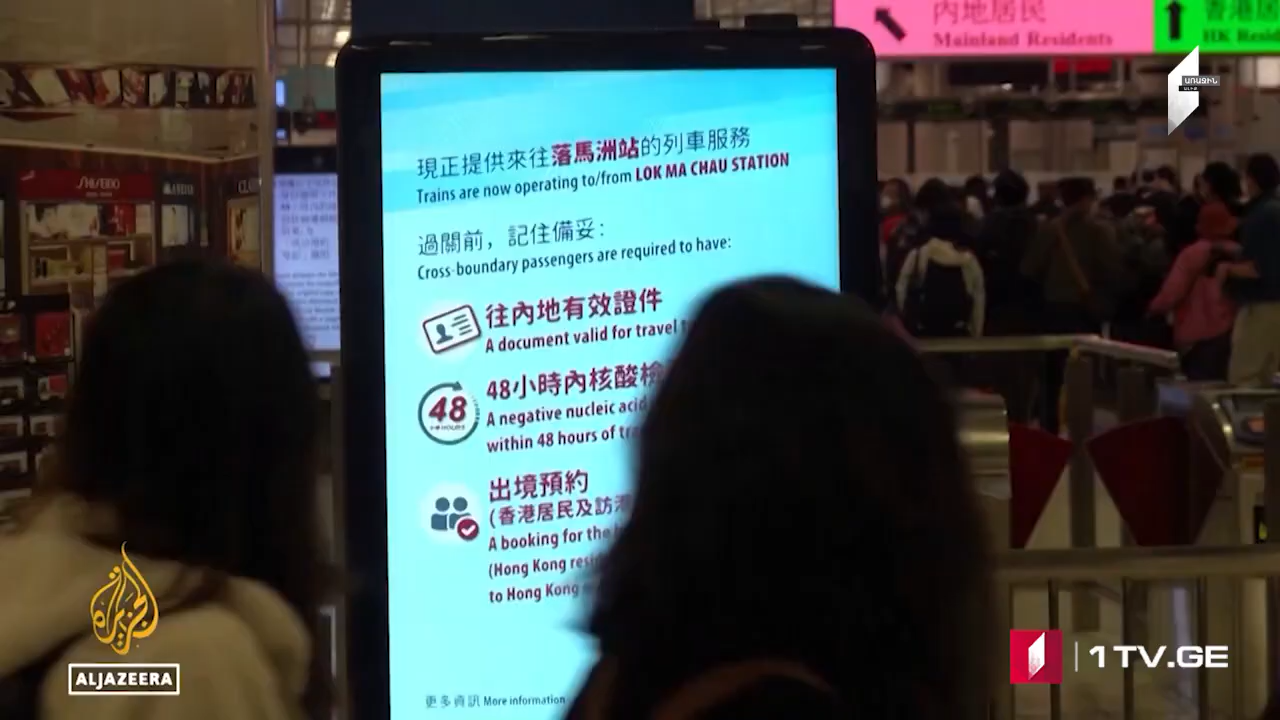 內地居民
Mainland Residents
香港居
HK Resid
ԱՌԱՋԻՆ
SHISEIDO
現正提供來往落馬洲站的列車服務
Trains are now operating to/from LOK MA CHAU STATION
過關前，記住備妥：
Cross-boundary passengers are required to have:
往內地有效證件
A document valid for travel
48小時內核酸檢
48
HOURS
A negative nucleic acid
within 48 hours of
出境預約
(香港居民及訪港
A booking for the
(Hong Kong
to Hong Kong
更多資訊 More information
ALJAZEERA
1TV.GE